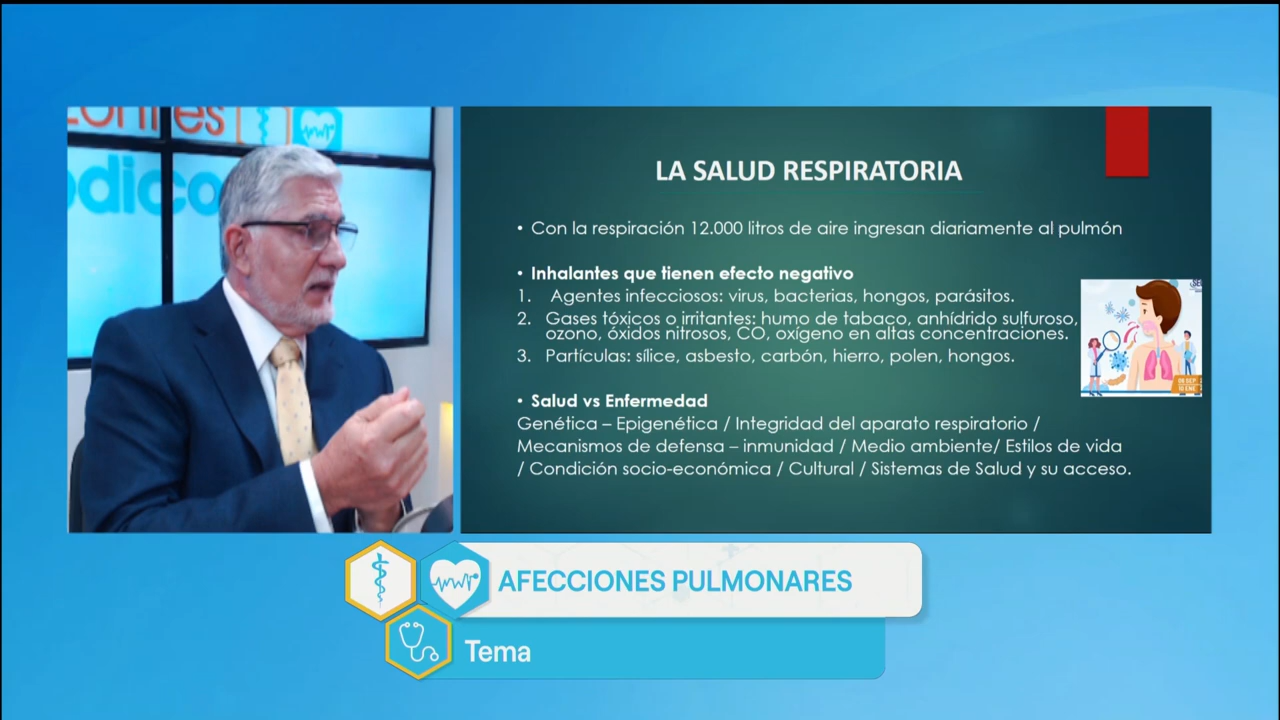 LA SALUD RESPIRATORIA
• Con la respiración 12.000 litros de aire ingresan diariamente al pulmón
• Inhalantes que tienen efecto negativo
1. Agentes infecciosos: virus, bacterias, hongos, parásitos.
2. Gases tóxicos o irritantes: humo de tabaco, anhídrido sulfuroso,
ozono, óxidos nitrosos, CO, oxígeno en altas concentraciones.
3. Partículas: sílice, asbesto, carbón, hierro, polen, hongos.
• Salud vs Enfermedad
Genética – Epigenética / Integridad del aparato respiratorio /
Mecanismos de defensa – inmunidad / Medio ambiente/ Estilos de vida
/ Condición socio-económica / Cultural / Sistemas de Salud y su acceso.
AFECCIONES PULMONARES
Tema